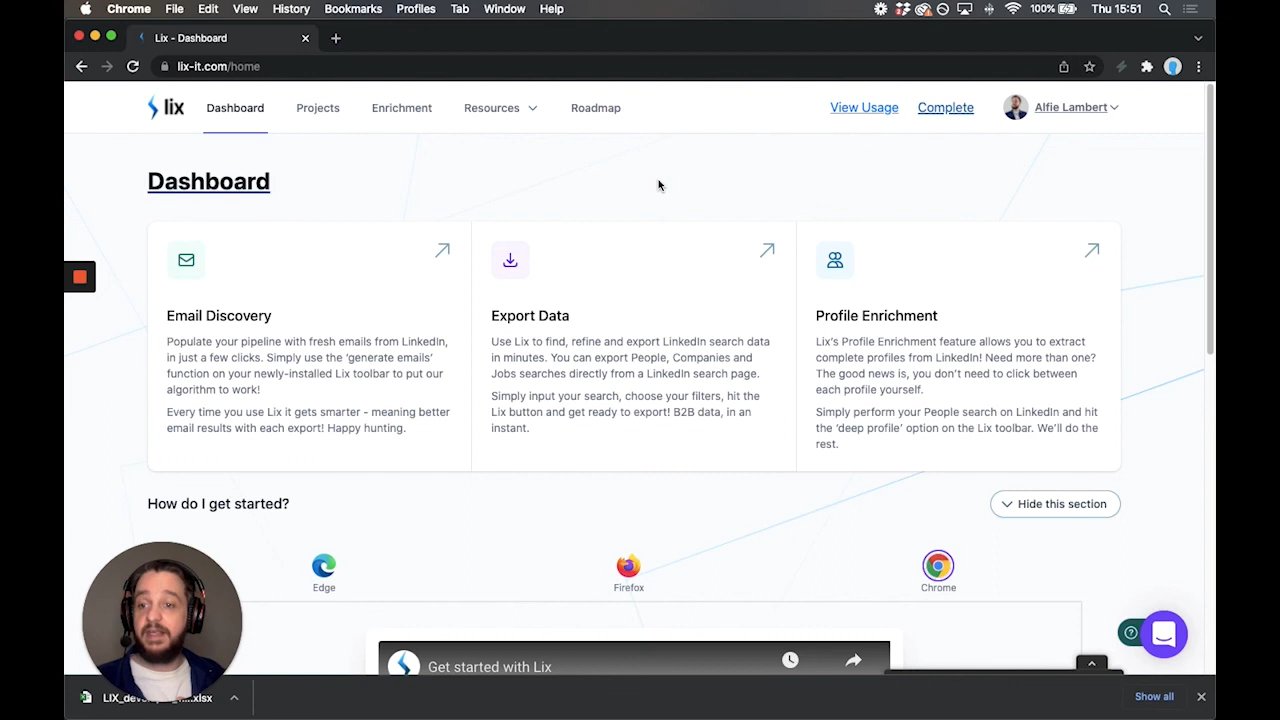 Chrome File Edit View History Bookmarks Profiles Tab Window Help 100% Thu 15:51
Lix - Dashboard
lix-it.com/home
lix Dashboard Projects Enrichment Resources Roadmap View Usage Complete Alfie Lambert
Dashboard
Email Discovery
Populate your pipeline with fresh emails from LinkedIn,
in just a few clicks. Simply use the ‘generate emails’
function on your newly-installed Lix toolbar to put our
algorithm to work!
Every time you use Lix it gets smarter - meaning better
email results with each export! Happy hunting.
Export Data
Use Lix to find, refine and export LinkedIn search data
in minutes. You can export People, Companies and
Jobs searches directly from a LinkedIn search page.
Simply input your search, choose your filters, hit the
Lix button and get ready to export! B2B data, in an
instant.
Profile Enrichment
Lix’s Profile Enrichment feature allows you to extract
complete profiles from LinkedIn! Need more than one?
The good news is, you don’t need to click between
each profile yourself.
Simply perform your People search on LinkedIn and hit
the ‘deep profile’ option on the Lix toolbar. We’ll do the
rest.
How do I get started?
Hide this section
Edge Firefox Chrome
Get started with Lix
Show all